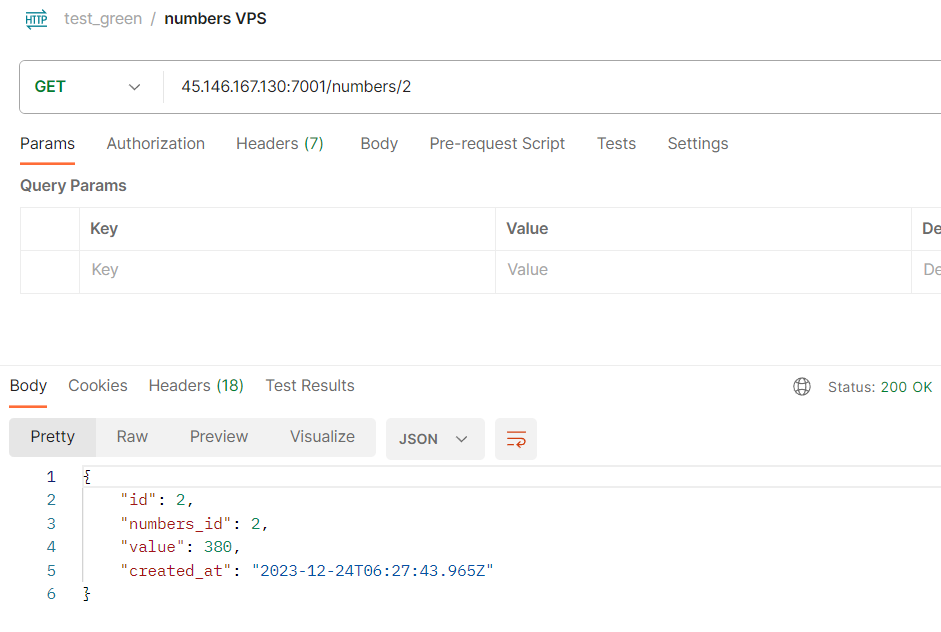 HTTP test_green / numbers VPS
GET 45.146.167.130:7001/numbers/2
Params Authorization Headers (7) Body Pre-request Script Tests Settings
Query Params
Key Value De
Key Value De
Body Cookies Headers (18) Test Results Status: 200 OK
Pretty Raw Preview Visualize JSON
1 {
2 "id": 2,
3 "numbers_id": 2,
4 "value": 380,
5 "created_at": "2023-12-24T06:27:43.965Z"
6 }